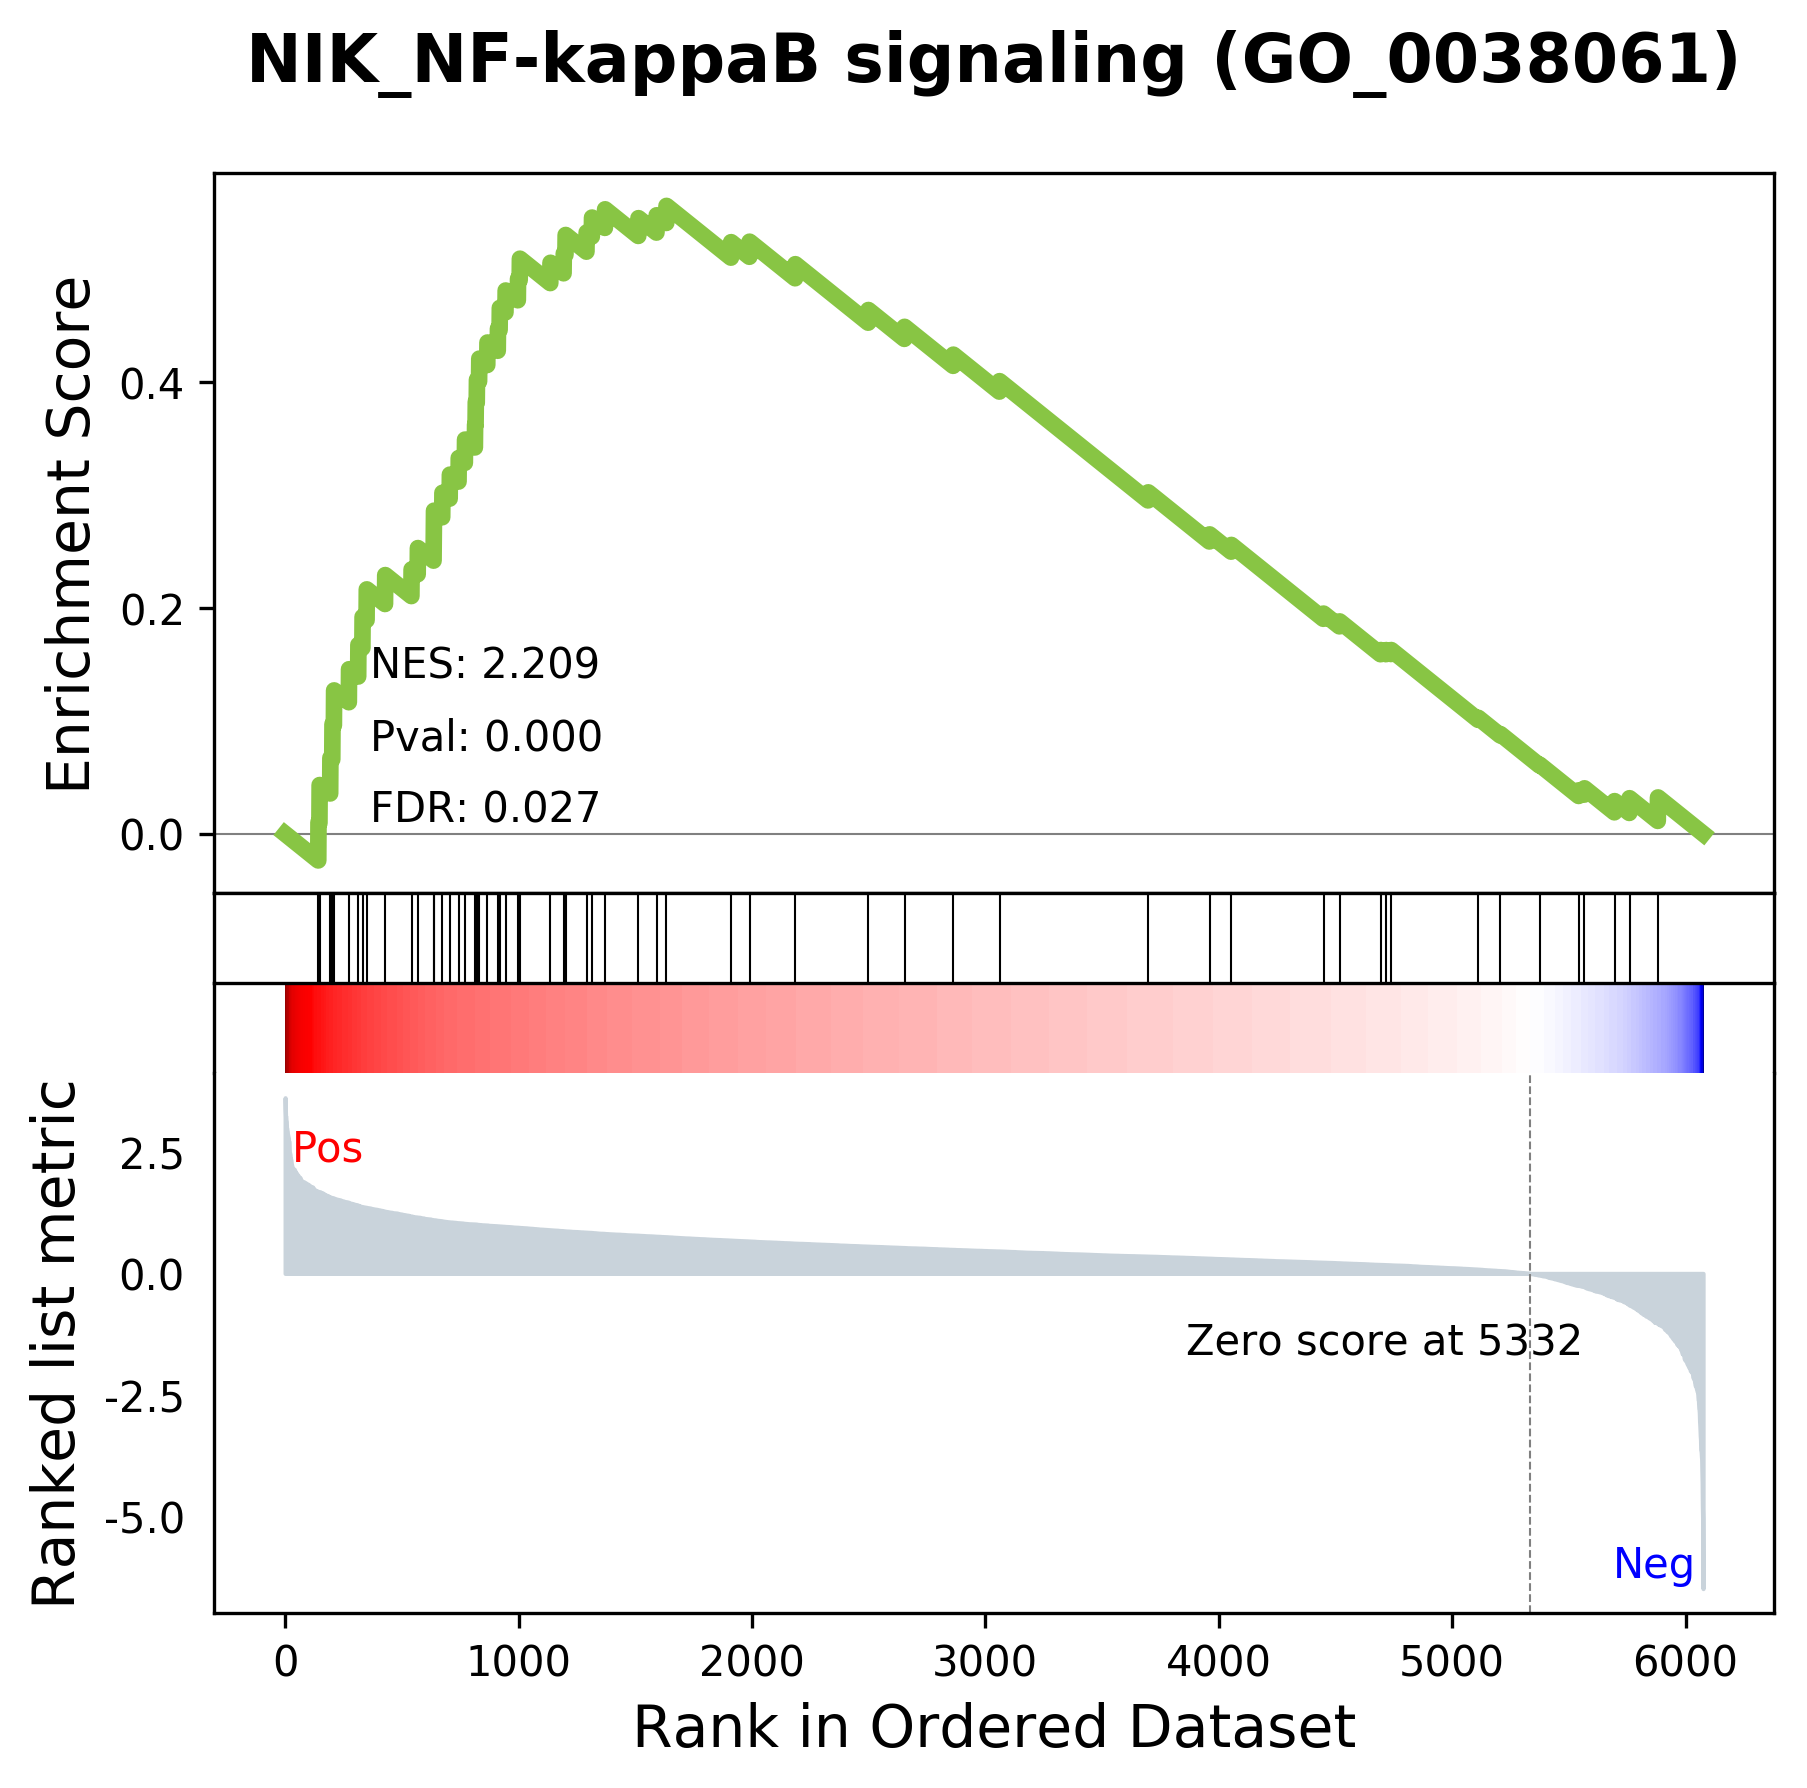 NIK_NF-kappaB signaling (GO_0038061)
Enrichment Score
0.4
0.2
0.0
NES: 2.209
Pval: 0.000
FDR: 0.027
Ranked list metric
2.5
0.0
-2.5
-5.0
Pos
Zero score at 5332
Neg
0 1000 2000 3000 4000 5000 6000
Rank in Ordered Dataset